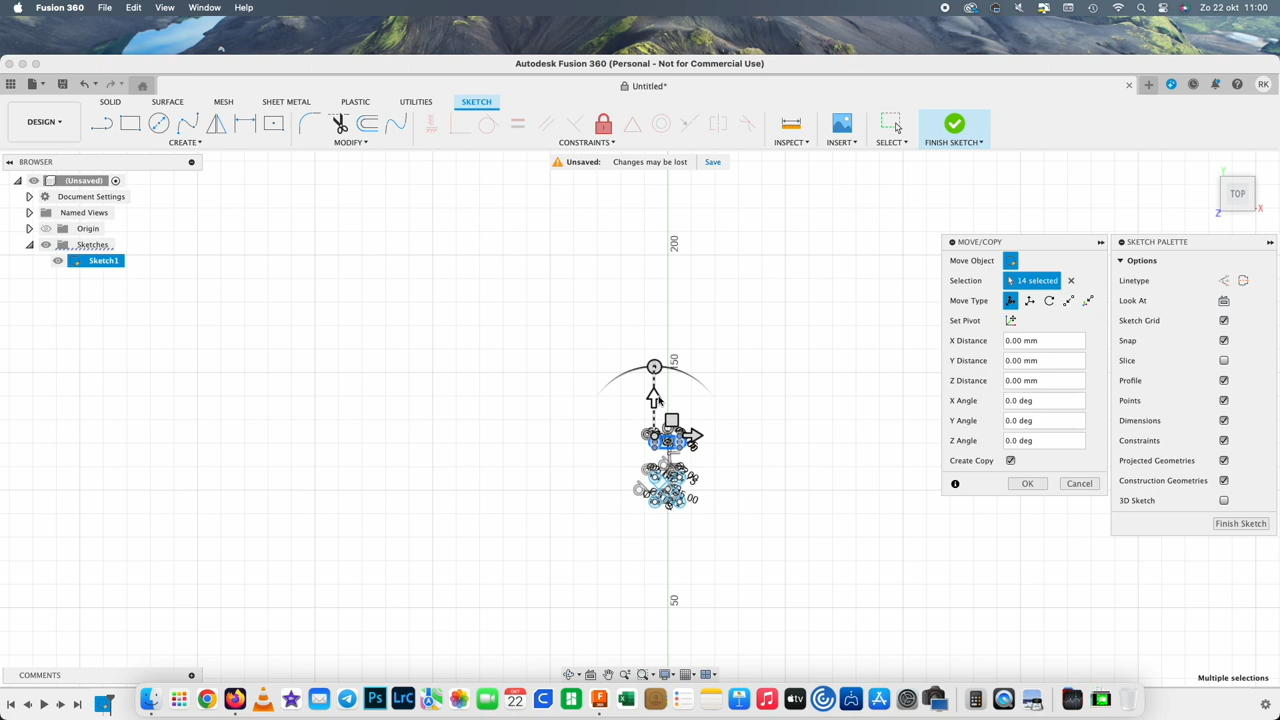 Fusion 360 File Edit View Window Help Zo 22 okt 11:00
Autodesk Fusion 360 (Personal - Not for Commercial Use)
Untitled*
RK
SOLID SURFACE MESH SHEET METAL PLASTIC UTILITIES SKETCH
DESIGN
CREATE MODIFY CONSTRAINTS INSPECT INSERT SELECT FINISH SKETCH
BROWSER
Unsaved: Changes may be lost Save
(Unsaved)
Document Settings
Named Views
Origin
Sketches
Sketch1
TOP
Y
X
Z
200
150
50
MOVE/COPY
Move Object
Selection 14 selected
Move Type
Set Pivot
X Distance 0.00 mm
Y Distance 0.00 mm
Z Distance 0.00 mm
X Angle 0.0 deg
Y Angle 0.0 deg
Z Angle 0.0 deg
Create Copy
OK Cancel
SKETCH PALETTE
Options
Linetype
Look At
Sketch Grid
Snap
Slice
Profile
Points
Dimensions
Constraints
Projected Geometries
Construction Geometries
3D Sketch
Finish Sketch
COMMENTS
Multiple selections
OCT
22
Ps LrC